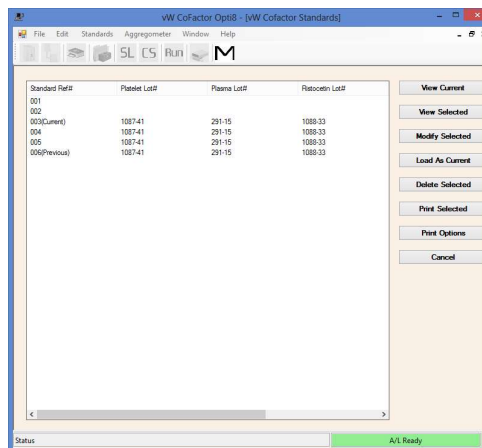 vW CoFactor Opti8 - [vW Cofactor Standards]
File Edit Standards Aggregometer Window Help
SL CS Run M
Standard Ref# Platelet Lot# Plasma Lot# Ristocetin Lot#
001
002
003(Current) 1087-41 291-15 1088-33
004 1087-41 291-15 1088-33
005 1087-41 291-15 1088-33
006(Previous) 1087-41 291-15 1088-33
View Current
View Selected
Modify Selected
Load As Current
Delete Selected
Print Selected
Print Options
Cancel
Status A/L Ready